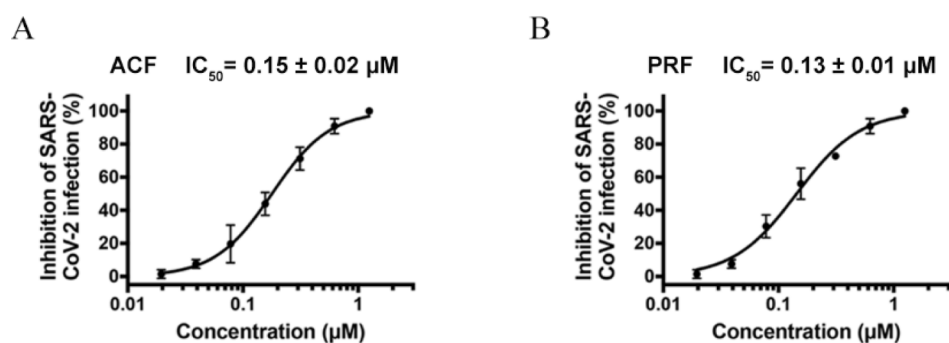 A
B
ACF IC50= 0.15 ± 0.02 µM
PRF IC50= 0.13 ± 0.01 µM
Inhibition of SARS-
CoV-2 infection (%)
100
80
60
40
20
0
0.01
0.1
1
Concentration (µM)
Inhibition of SARS-
CoV-2 infection (%)
100
80
60
40
20
0
0.01
0.1
1
Concentration (µM)